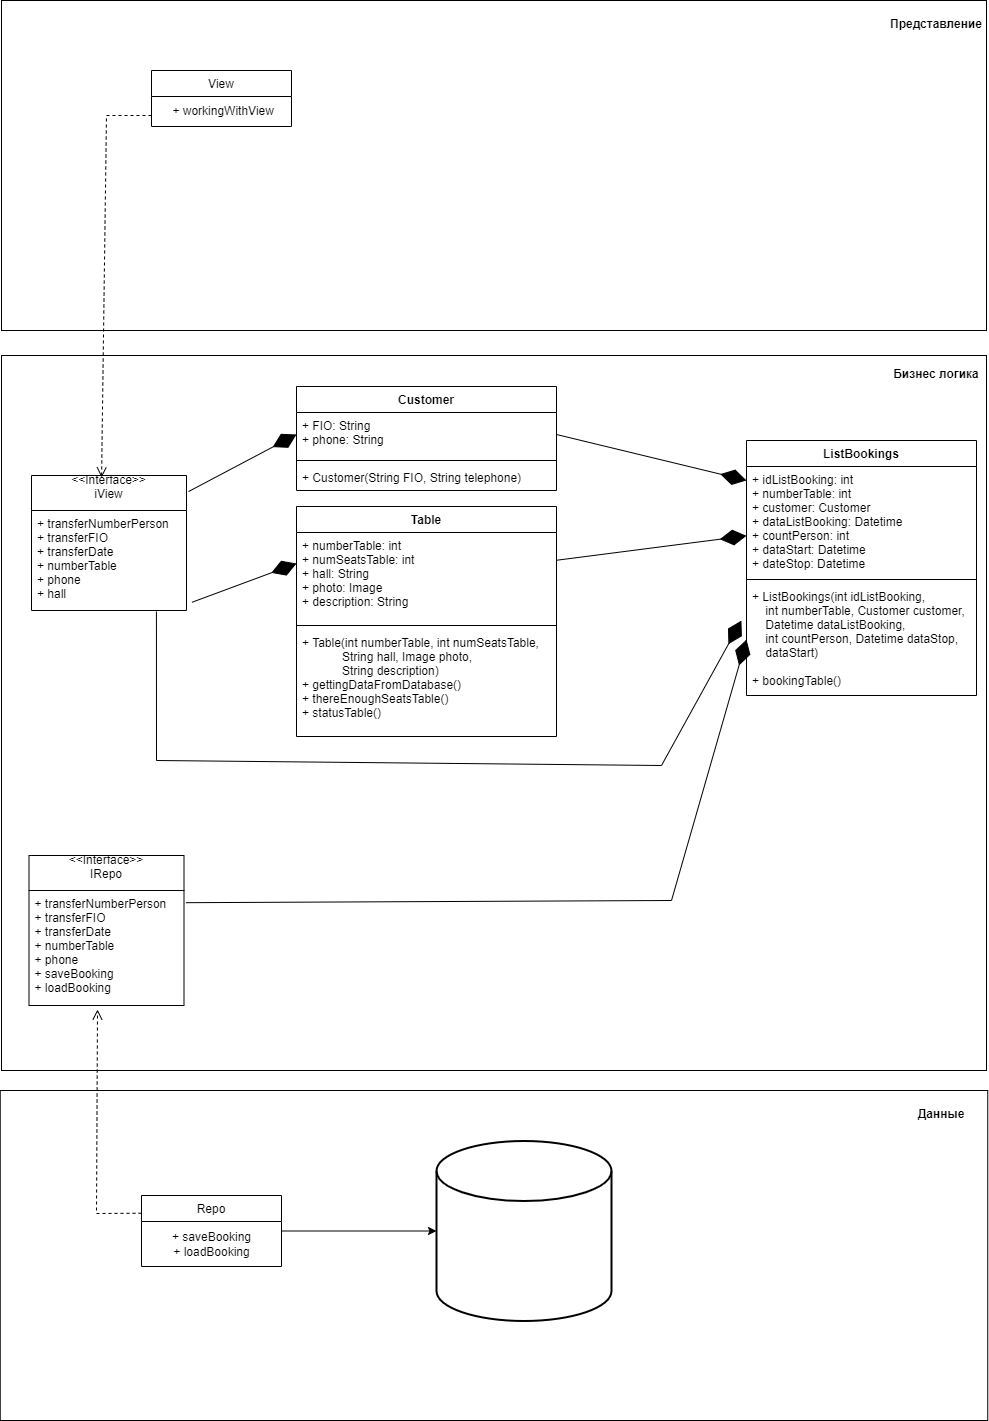 Представление
View
+ workingWithView
Бизнес логика
Customer
+ FIO: String
+ phone: String
+ Customer(String FIO, String telephone)
ListBookings
+ idListBooking: int
+ numberTable: int
+ customer: Customer
+ dataListBooking: Datetime
+ countPerson: int
+ dataStart: Datetime
+ dateStop: Datetime
+ ListBookings(int idListBooking,
int numberTable, Customer customer,
Datetime dataListBooking,
int countPerson, Datetime dataStop,
dataStart)
+ bookingTable()
<<Interface>>
iView
+ transferNumberPerson
+ transferFIO
+ transferDate
+ numberTable
+ phone
+ hall
Table
+ numberTable: int
+ numSeatsTable: int
+ hall: String
+ photo: Image
+ description: String
+ Table(int numberTable, int numSeatsTable,
String hall, Image photo,
String description)
+ gettingDataFromDatabase()
+ thereEnoughSeatsTable()
+ statusTable()
<<Interface>>
IRepo
+ transferNumberPerson
+ transferFIO
+ transferDate
+ numberTable
+ phone
+ saveBooking
+ loadBooking
Данные
Repo
+ saveBooking
+ loadBooking